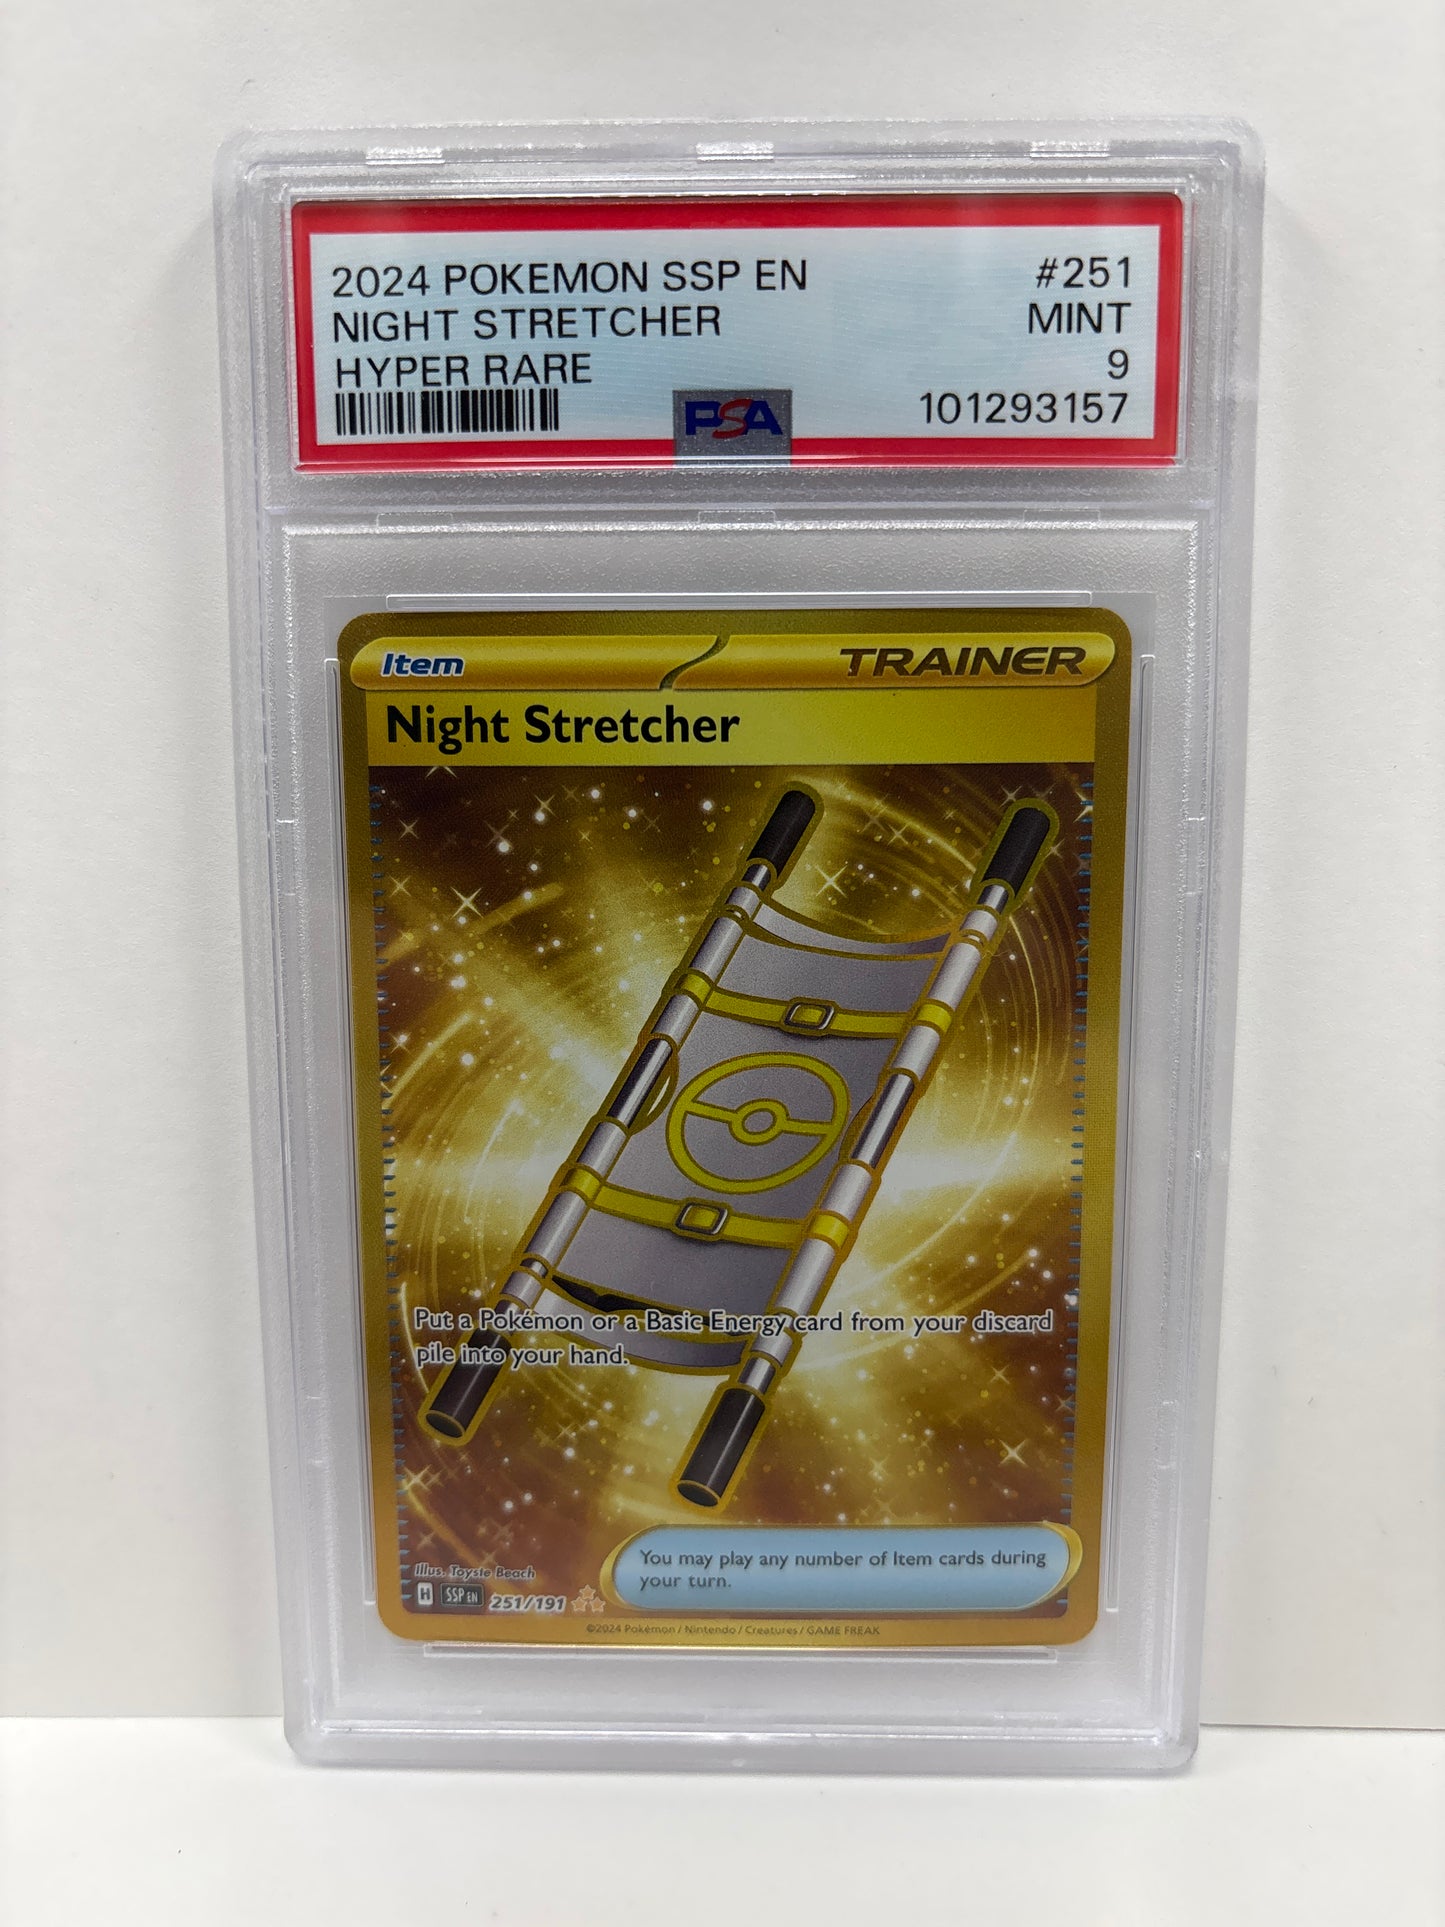 2024 POKEMON SSP EN #251
NIGHT STRETCHER MINT
HYPER RARE 9
PSA 101293157
Item TRAINER
Night Stretcher
Put a Pokémon or a Basic Energy card from your discard
pile into your hand.
You may play any number of Item cards during
your turn.
Illus. Toyste Beach
H SSP EN 251/191
©2024 Pokémon / Nintendo / Creatures / GAME FREAK